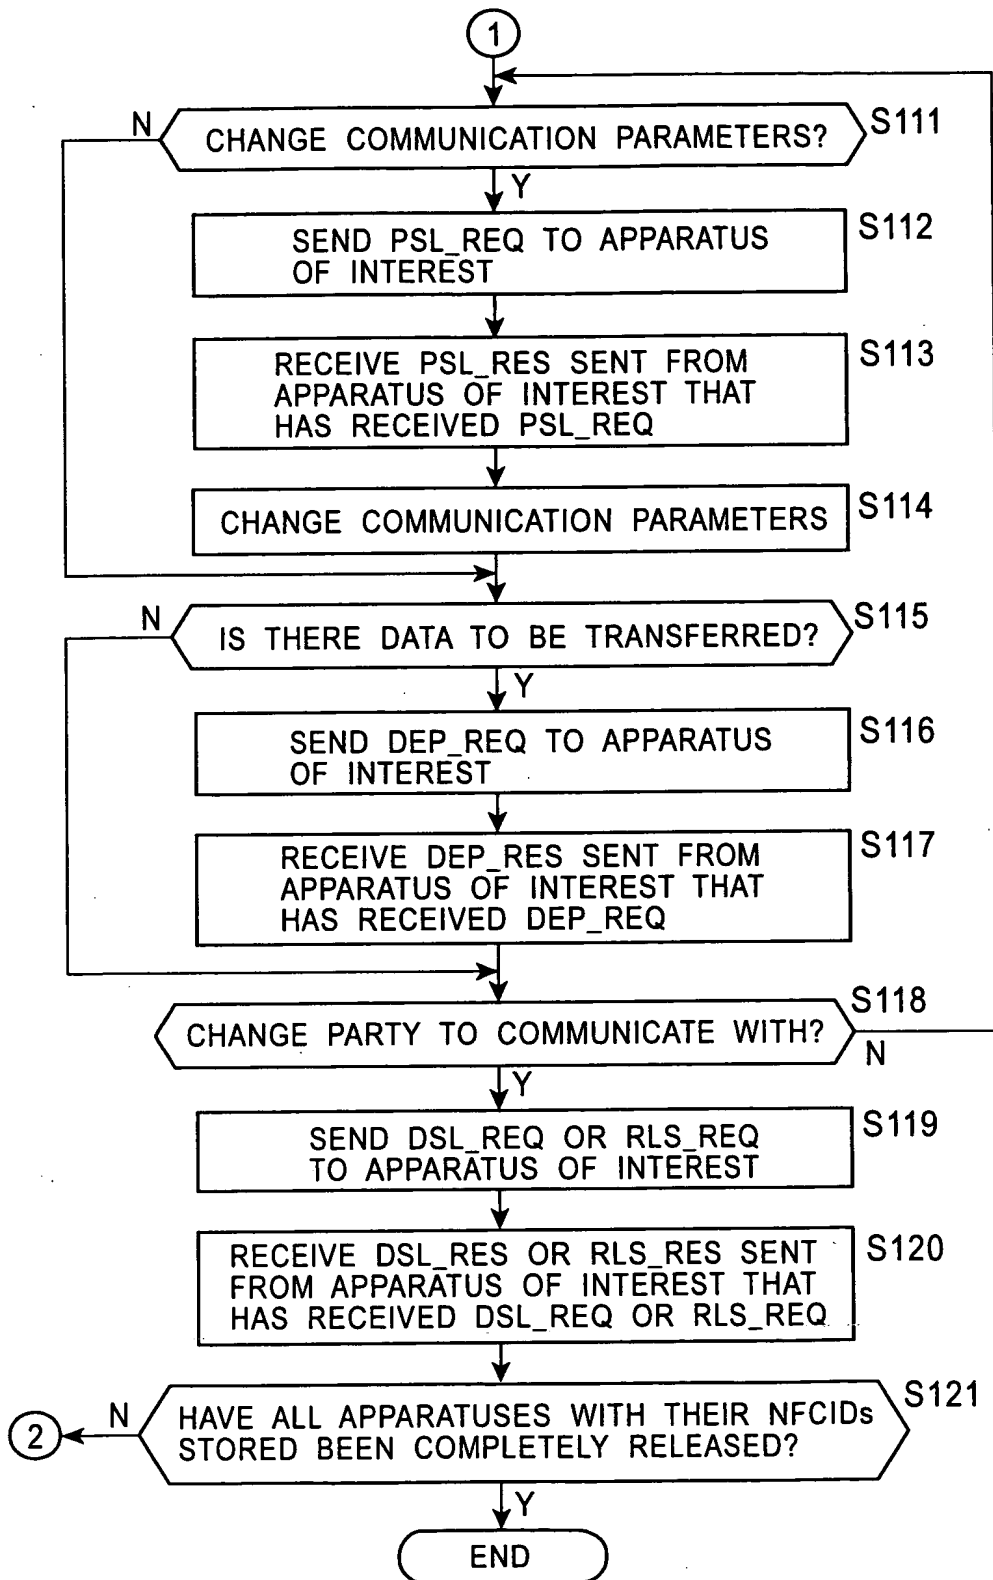 1
N
CHANGE COMMUNICATION PARAMETERS?
S111
Y
SEND PSL_REQ TO APPARATUS
OF INTEREST
S112
RECEIVE PSL_RES SENT FROM
APPARATUS OF INTEREST THAT
HAS RECEIVED PSL_REQ
S113
CHANGE COMMUNICATION PARAMETERS
S114
N
IS THERE DATA TO BE TRANSFERRED?
S115
Y
SEND DEP_REQ TO APPARATUS
OF INTEREST
S116
RECEIVE DEP_RES SENT FROM
APPARATUS OF INTEREST THAT
HAS RECEIVED DEP_REQ
S117
CHANGE PARTY TO COMMUNICATE WITH?
S118
N
Y
SEND DSL_REQ OR RLS_REQ
TO APPARATUS OF INTEREST
S119
RECEIVE DSL_RES OR RLS_RES SENT
FROM APPARATUS OF INTEREST THAT
HAS RECEIVED DSL_REQ OR RLS_REQ
S120
2
N
HAVE ALL APPARATUSES WITH THEIR NFCIDs
STORED BEEN COMPLETELY RELEASED?
S121
Y
END